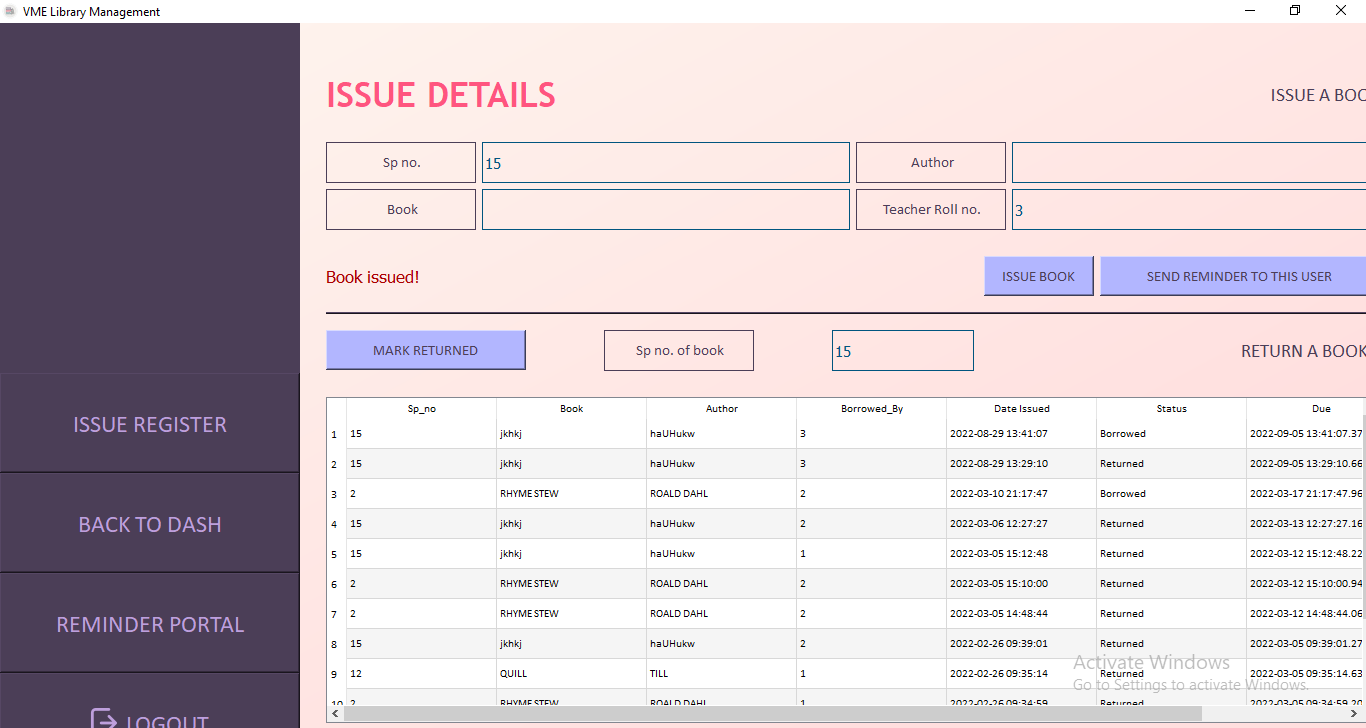 VME Library Management
ISSUE DETAILS
ISSUE A BOO
Sp no. 15 Author
Book Teacher Roll no. 3
Book issued! ISSUE BOOK SEND REMINDER TO THIS USER
MARK RETURNED Sp no. of book 15 RETURN A BOOK
ISSUE REGISTER
BACK TO DASH
REMINDER PORTAL
LOGOUT
Sp_no Book Author Borrowed_By Date Issued Status Due
1 15 jkhkj haUHukw 3 2022-08-29 13:41:07 Borrowed 2022-09-05 13:41:07.37
2 15 jkhkj haUHukw 3 2022-08-29 13:29:10 Returned 2022-09-05 13:29:10.66
3 2 RHYME STEW ROALD DAHL 2 2022-03-10 21:17:47 Borrowed 2022-03-17 21:17:47.96
4 15 jkhkj haUHukw 2 2022-03-06 12:27:27 Returned 2022-03-13 12:27:27.16
5 15 jkhkj haUHukw 1 2022-03-05 15:12:48 Returned 2022-03-12 15:12:48.22
6 2 RHYME STEW ROALD DAHL 2 2022-03-05 15:10:00 Returned 2022-03-12 15:10:00.94
7 2 RHYME STEW ROALD DAHL 2 2022-03-05 14:48:44 Returned 2022-03-12 14:48:44.06
8 15 jkhkj haUHukw 2 2022-02-26 09:39:01 Returned 2022-03-05 09:39:01.27
9 12 QUILL TILL 1 2022-02-26 09:35:14 Returned 2022-03-05 09:35:14.63
10 2 RHYME STEW ROALD DAHL 1 2022-02-26 09:34:59 Returned 2022-03-05 09:34:59.20
Activate Windows
Go to Settings to activate Windows.